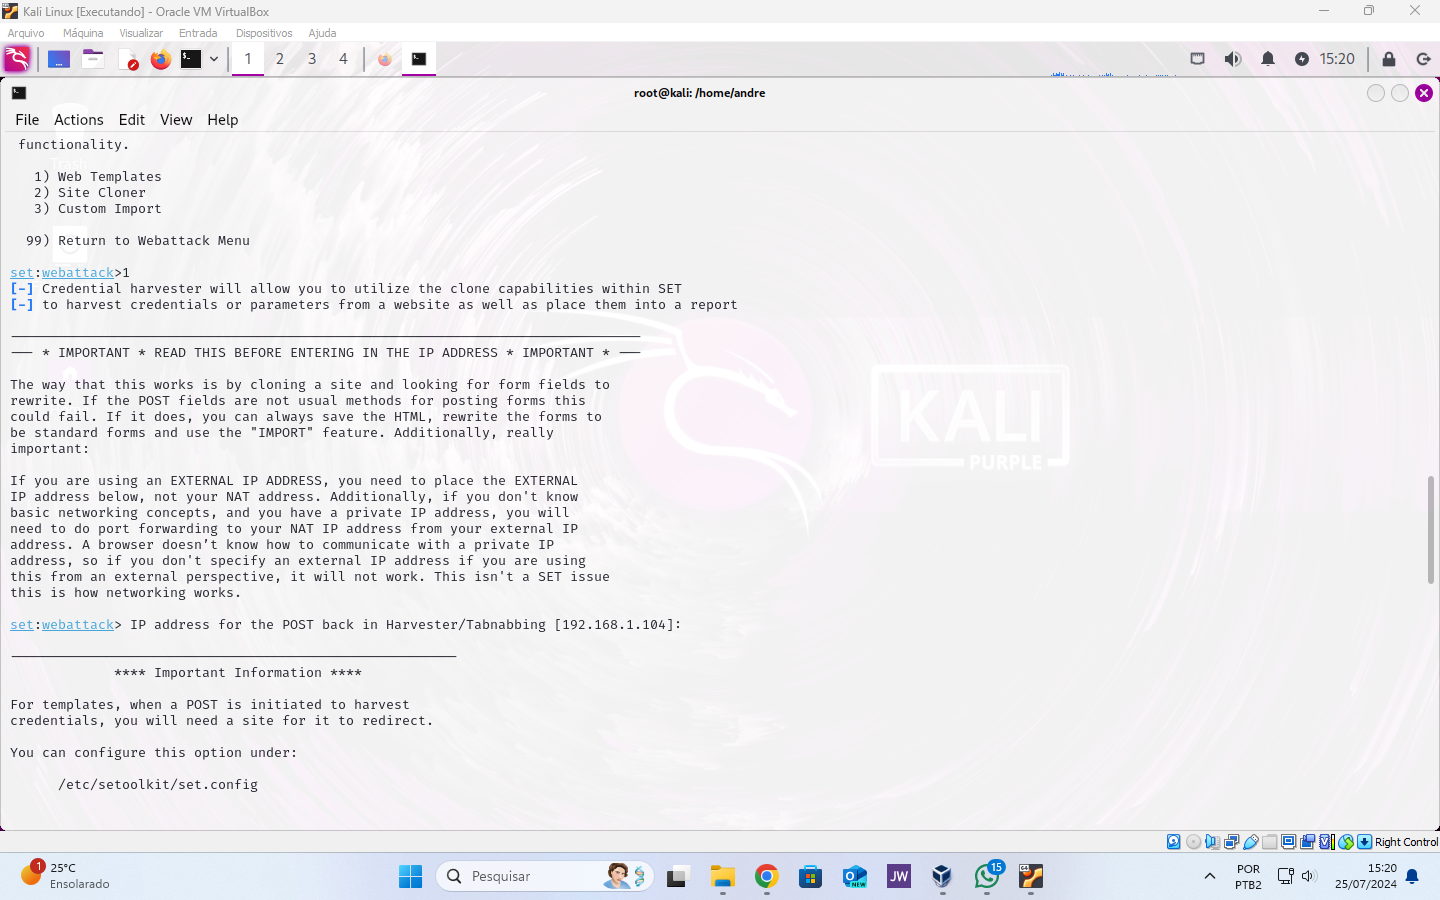 Kali Linux [Executando] - Oracle VM VirtualBox
Arquivo Máquina Visualizar Entrada Dispositivos Ajuda
1 2 3 4 15:20
root@kali: /home/andre
File Actions Edit View Help
functionality.
1) Web Templates
2) Site Cloner
3) Custom Import
99) Return to Webattack Menu
set:webattack>1
[-] Credential harvester will allow you to utilize the clone capabilities within SET
[-] to harvest credentials or parameters from a website as well as place them into a report
--- * IMPORTANT * READ THIS BEFORE ENTERING IN THE IP ADDRESS * IMPORTANT * ---
The way that this works is by cloning a site and looking for form fields to
rewrite. If the POST fields are not usual methods for posting forms this
could fail. If it does, you can always save the HTML, rewrite the forms to
be standard forms and use the "IMPORT" feature. Additionally, really
important:
If you are using an EXTERNAL IP ADDRESS, you need to place the EXTERNAL
IP address below, not your NAT address. Additionally, if you don't know
basic networking concepts, and you have a private IP address, you will
need to do port forwarding to your NAT IP address from your external IP
address. A browser doesn’t know how to communicate with a private IP
address, so if you don't specify an external IP address if you are using
this from an external perspective, it will not work. This isn't a SET issue
this is how networking works.
set:webattack> IP address for the POST back in Harvester/Tabnabbing [192.168.1.104]:
**** Important Information ****
For templates, when a POST is initiated to harvest
credentials, you will need a site for it to redirect.
You can configure this option under:
/etc/setoolkit/set.config
Trash
KALI
PURPLE
Right Control
1
25°C
Ensolarado
Pesquisar
NEW
JW
15
POR
PTB2
15:20
25/07/2024